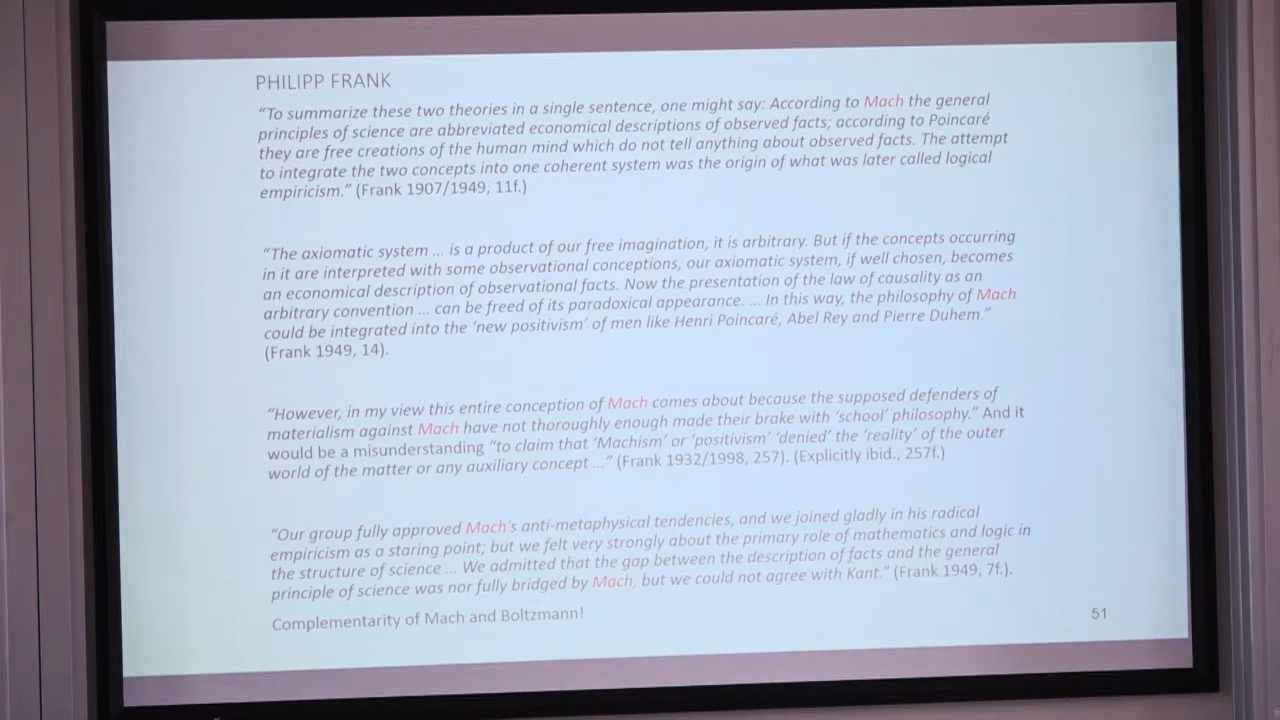 PHILIPP FRANK
“To summarize these two theories in a single sentence, one might say: According to Mach the general
principles of science are abbreviated economical descriptions of observed facts; according to Poincaré
they are free creations of the human mind which do not tell anything about observed facts. The attempt
to integrate the two concepts into one coherent system was the origin of what was later called logical
empiricism.” (Frank 1907/1949, 11f.)
“The axiomatic system ... is a product of our free imagination, it is arbitrary. But if the concepts occurring
in it are interpreted with some observational conceptions, our axiomatic system, if well chosen, becomes
an economical description of observational facts. Now the presentation of the law of causality as an
arbitrary convention ... can be freed of its paradoxical appearance. ... In this way, the philosophy of Mach
could be integrated into the ‘new positivism’ of men like Henri Poincaré, Abel Rey and Pierre Duhem.”
(Frank 1949, 14).
“However, in my view this entire conception of Mach comes about because the supposed defenders of
materialism against Mach have not thoroughly enough made their brake with ‘school’ philosophy.” And it
would be a misunderstanding “to claim that ‘Machism’ or ‘positivism’ ‘denied’ the ‘reality’ of the outer
world of the matter or any auxiliary concept ...” (Frank 1932/1998, 257). (Explicitly ibid., 257f.)
“Our group fully approved Mach’s anti-metaphysical tendencies, and we joined gladly in his radical
empiricism as a staring point; but we felt very strongly about the primary role of mathematics and logic in
the structure of science ... We admitted that the gap between the description of facts and the general
principle of science was nor fully bridged by Mach, but we could not agree with Kant.” (Frank 1949, 7f.).
Complementarity of Mach and Boltzmann!
51